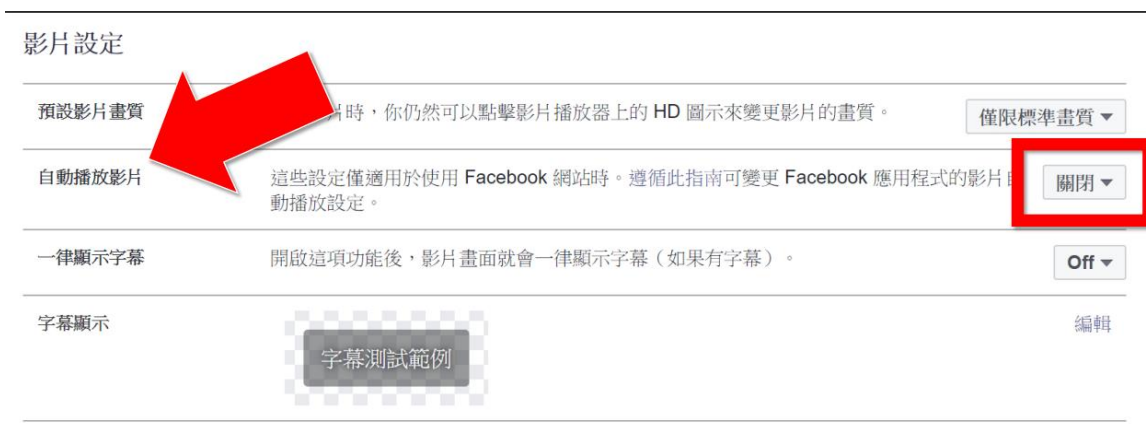 影片設定
預設影片畫質
時，你仍然可以點擊影片播放器上的 HD 圖示來變更影片的畫質。
僅限標準畫質
自動播放影片
這些設定僅適用於使用 Facebook 網站時。遵循此指南可變更 Facebook 應用程式的影片
動播放設定。
關閉
一律顯示字幕
開啟這項功能後，影片畫面就會一律顯示字幕（如果有字幕）。
Off
字幕顯示
字幕測試範例
編輯